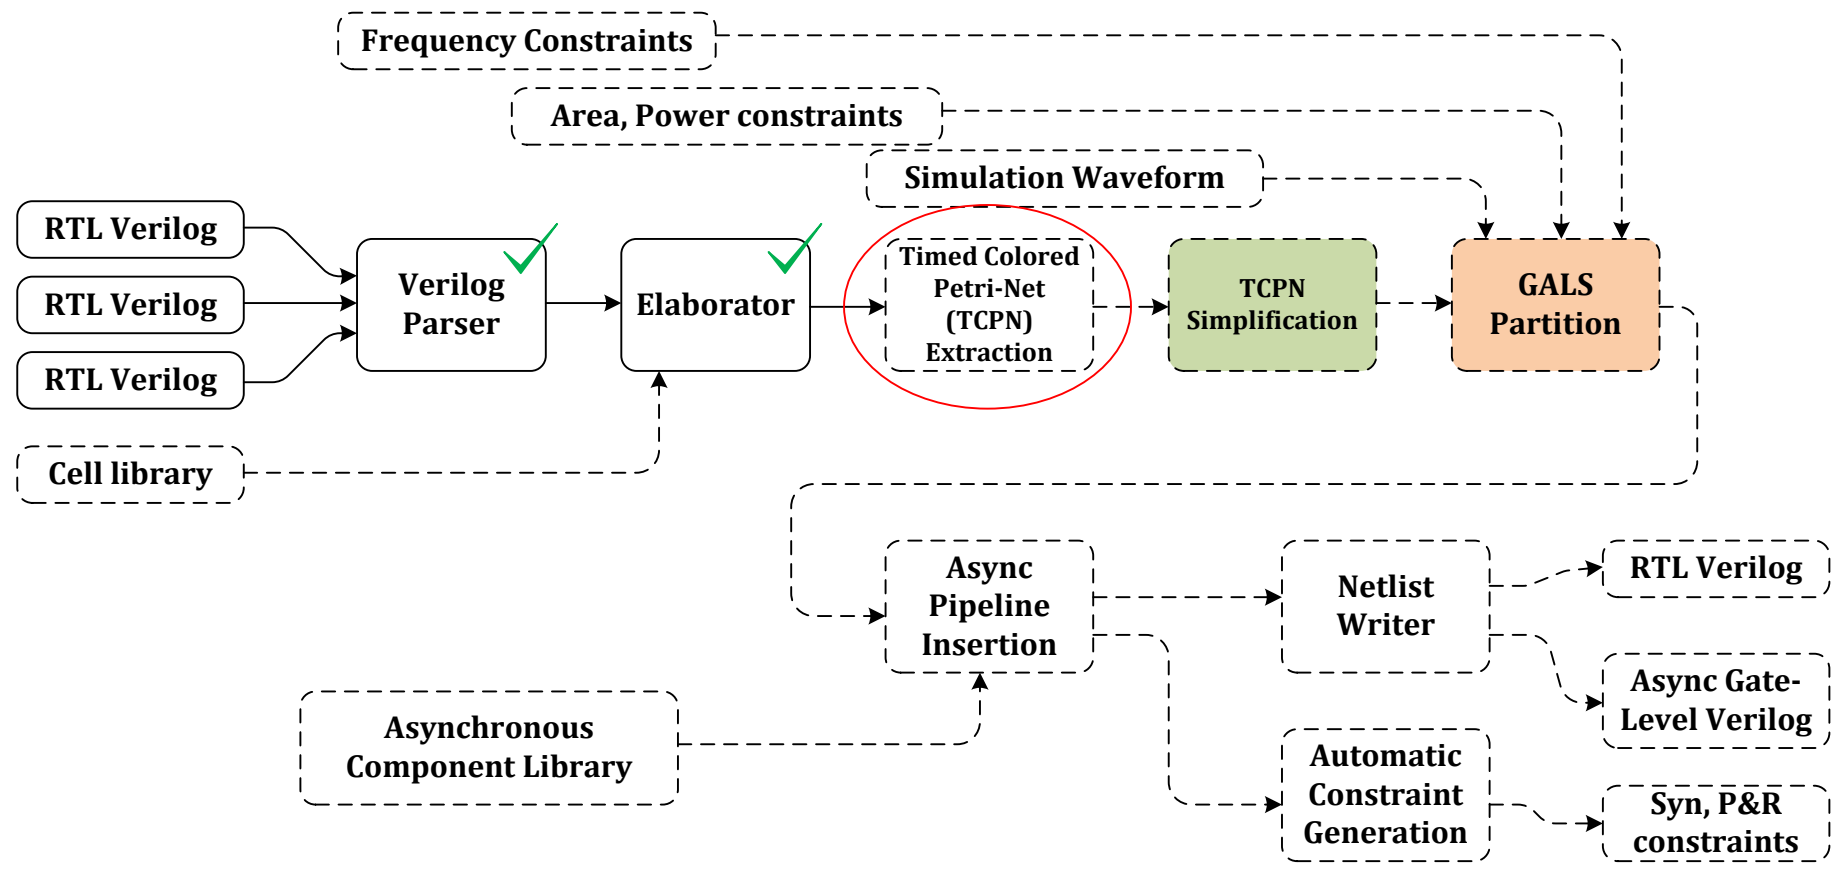 Frequency Constraints
Area, Power constraints
Simulation Waveform
RTL Verilog
RTL Verilog
RTL Verilog
Cell library
Verilog
Parser
Elaborator
Timed Colored
Petri-Net
(TCPN)
Extraction
TCPN
Simplification
GALS
Partition
Async
Pipeline
Insertion
Asynchronous
Component Library
Netlist
Writer
Automatic
Constraint
Generation
RTL Verilog
Async Gate-
Level Verilog
Syn, P&R
constraints